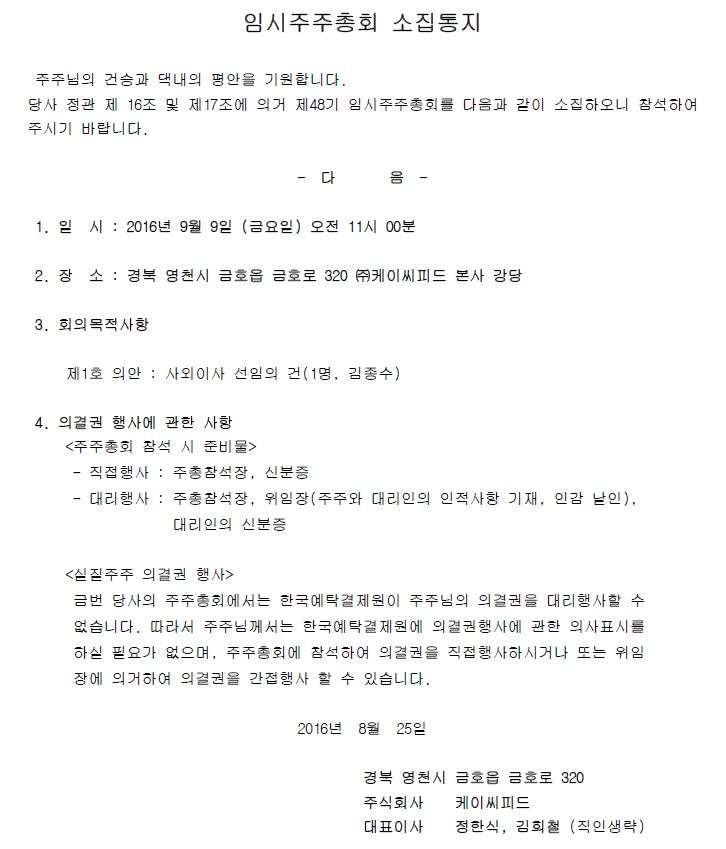 임시주주총회 소집통지
주주님의 건승과 댁내의 평안을 기원합니다.
당사 정관 제 16조 및 제17조에 의거 제48기 임시주주총회를 다음과 같이 소집하오니 참석하여
주시기 바랍니다.
- 다 음 -
1. 일 시 : 2016년 9월 9일 (금요일) 오전 11시 00분
2. 장 소 : 경북 영천시 금호읍 금호로 320 ㈜케이씨피드 본사 강당
3. 회의목적사항
제1호 의안 : 사외이사 선임의 건(1명, 김종수)
4. 의결권 행사에 관한 사항
<주주총회 참석 시 준비물>
- 직접행사 : 주총참석장, 신분증
- 대리행사 : 주총참석장, 위임장(주주와 대리인의 인적사항 기재, 인감 날인),
대리인의 신분증
<실질주주 의결권 행사>
금번 당사의 주주총회에서는 한국예탁결제원이 주주님의 의결권을 대리행사할 수
없습니다. 따라서 주주님께서는 한국예탁결제원에 의결권행사에 관한 의사표시를
하실 필요가 없으며, 주주총회에 참석하여 의결권을 직접행사하시거나 또는 위임
장에 의거하여 의결권을 간접행사 할 수 있습니다.
2016년 8월 25일
경북 영천시 금호읍 금호로 320
주식회사 케이씨피드
대표이사 정한식, 김희철 (직인생략)